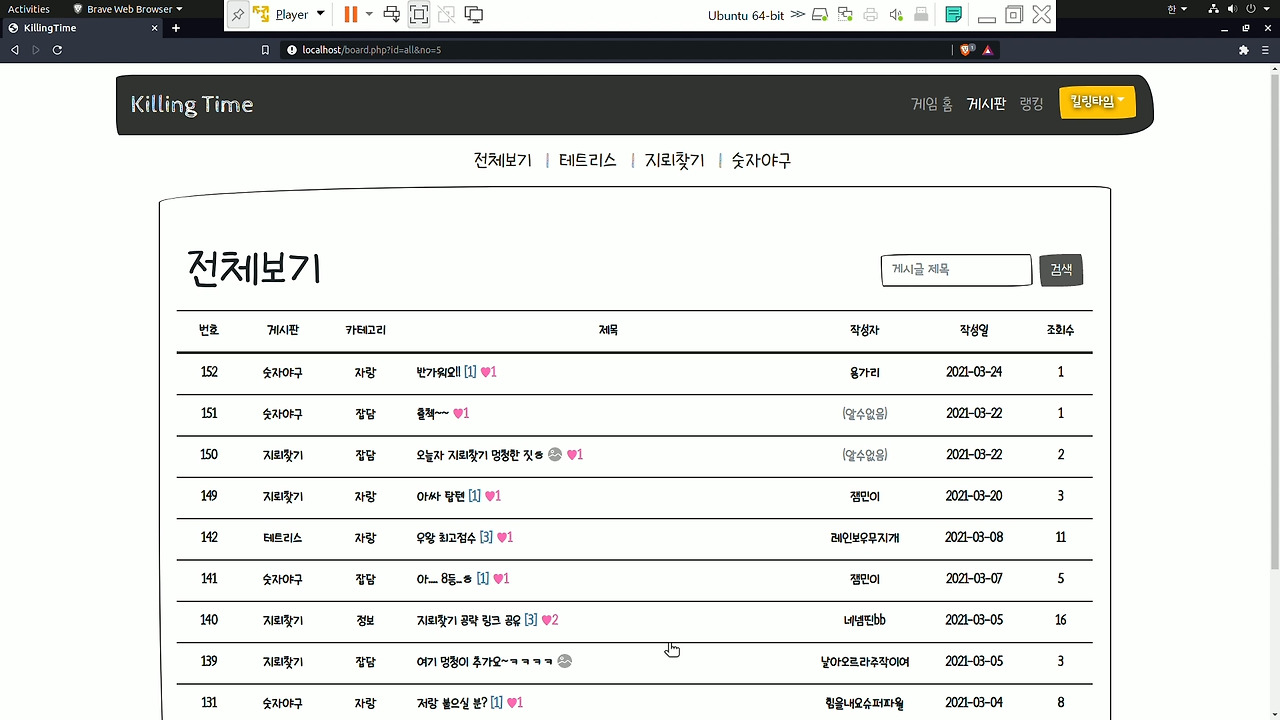 Activities Brave Web Browser Player Ubuntu 64-bit 한
KillingTime
localhost/board.php?id=all&no=5
Killing Time 게임 홈 게시판 랭킹 킬링타임
전체보기 | 테트리스 | 지뢰찾기 | 숫자야구
전체보기 게시글 제목 검색
번호 게시판 카테고리 제목 작성자 작성일 조회수
152 숫자야구 자랑 반가워요!! [1] ♥1 용가리 2021-03-24 1
151 숫자야구 잡담 출첵~~ ♥1 (알수없음) 2021-03-22 1
150 지뢰찾기 잡담 오늘자 지뢰찾기 멍청한 짓ㅎ ♥1 (알수없음) 2021-03-22 2
149 지뢰찾기 자랑 아싸 탑텐 [1] ♥1 잼민이 2021-03-20 3
142 테트리스 자랑 우왕 최고점수 [3] ♥1 레인보우무지개 2021-03-08 11
141 숫자야구 잡담 아.... 8등...ㅎ [1] ♥1 잼민이 2021-03-07 5
140 지뢰찾기 정보 지뢰찾기 공략 링크 공유 [3] ♥2 네넴띤bb 2021-03-05 16
139 지뢰찾기 잡담 여기 멍청이 추가요~ㅋㅋㅋㅋ 날아오르라주작이여 2021-03-05 3
131 숫자야구 자랑 저랑 붙으실 분? [1] ♥1 힘을내요슈퍼파월 2021-03-04 8